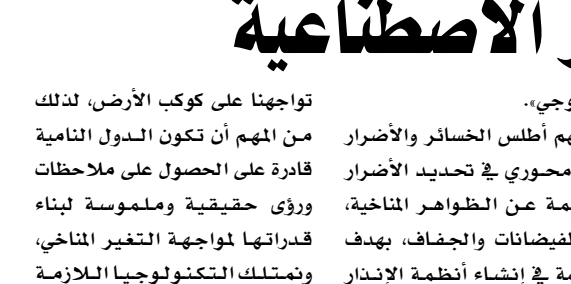 الاصطناعية
وجي».
هم أطلس الخسائر والأضرار
محوري في تحديد الأضرار
مة عن الظواهر المناخية،
لفيضانات والجفاف، بهدف
مة في إنشاء أنظمة الإنذار
تواجهنا على كوكب الأرض، لذلك
من المهم أن تكون الدول النامية
قادرة على الحصول على ملاحظات
ورؤى حقيقية وملموسة لبناء
قدراتها لمواجهة التغير المناخي،
ونمتلك التكنولوجيا اللازمة